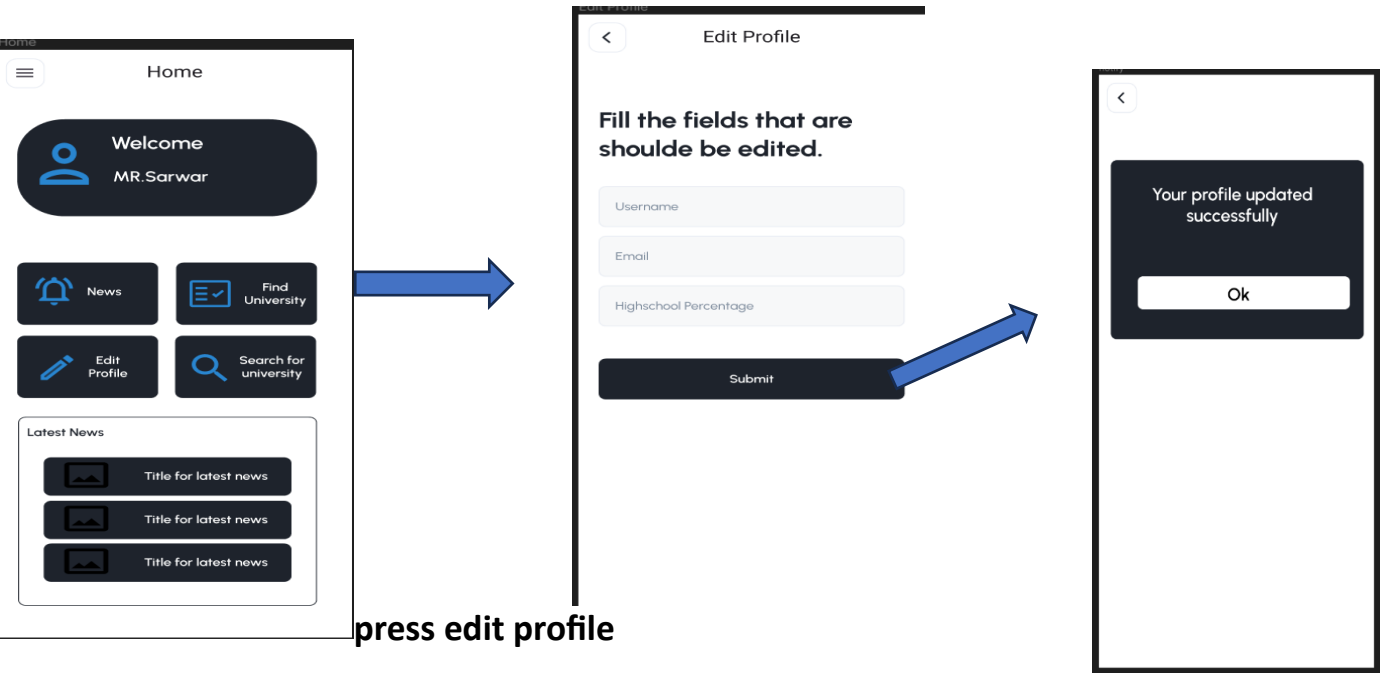 Home
Home
Welcome
MR.Sarwar
News
Find
University
Edit
Profile
Search for
university
Latest News
Title for latest news
Title for latest news
Title for latest news
press edit profile
Edit Profile
Edit Profile
Fill the fields that are
shoulde be edited.
Username
Email
Highschool Percentage
Submit
Your profile updated
successfully
Ok